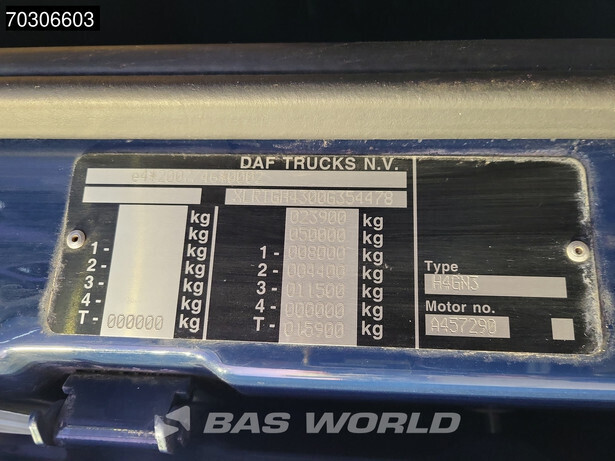 70306603
DAF TRUCKS N.V.
XLRTGH4300G354478
kg 023900 kg
kg 050800 kg
1- kg 1- 008000 kg
2- kg 2- 004400 kg
3- kg 3- 011500 kg
4- kg 4- 000000 kg
T- 000000 kg T- 015900 kg
Type
H4GN3
Motor no.
A457290
BAS WORLD